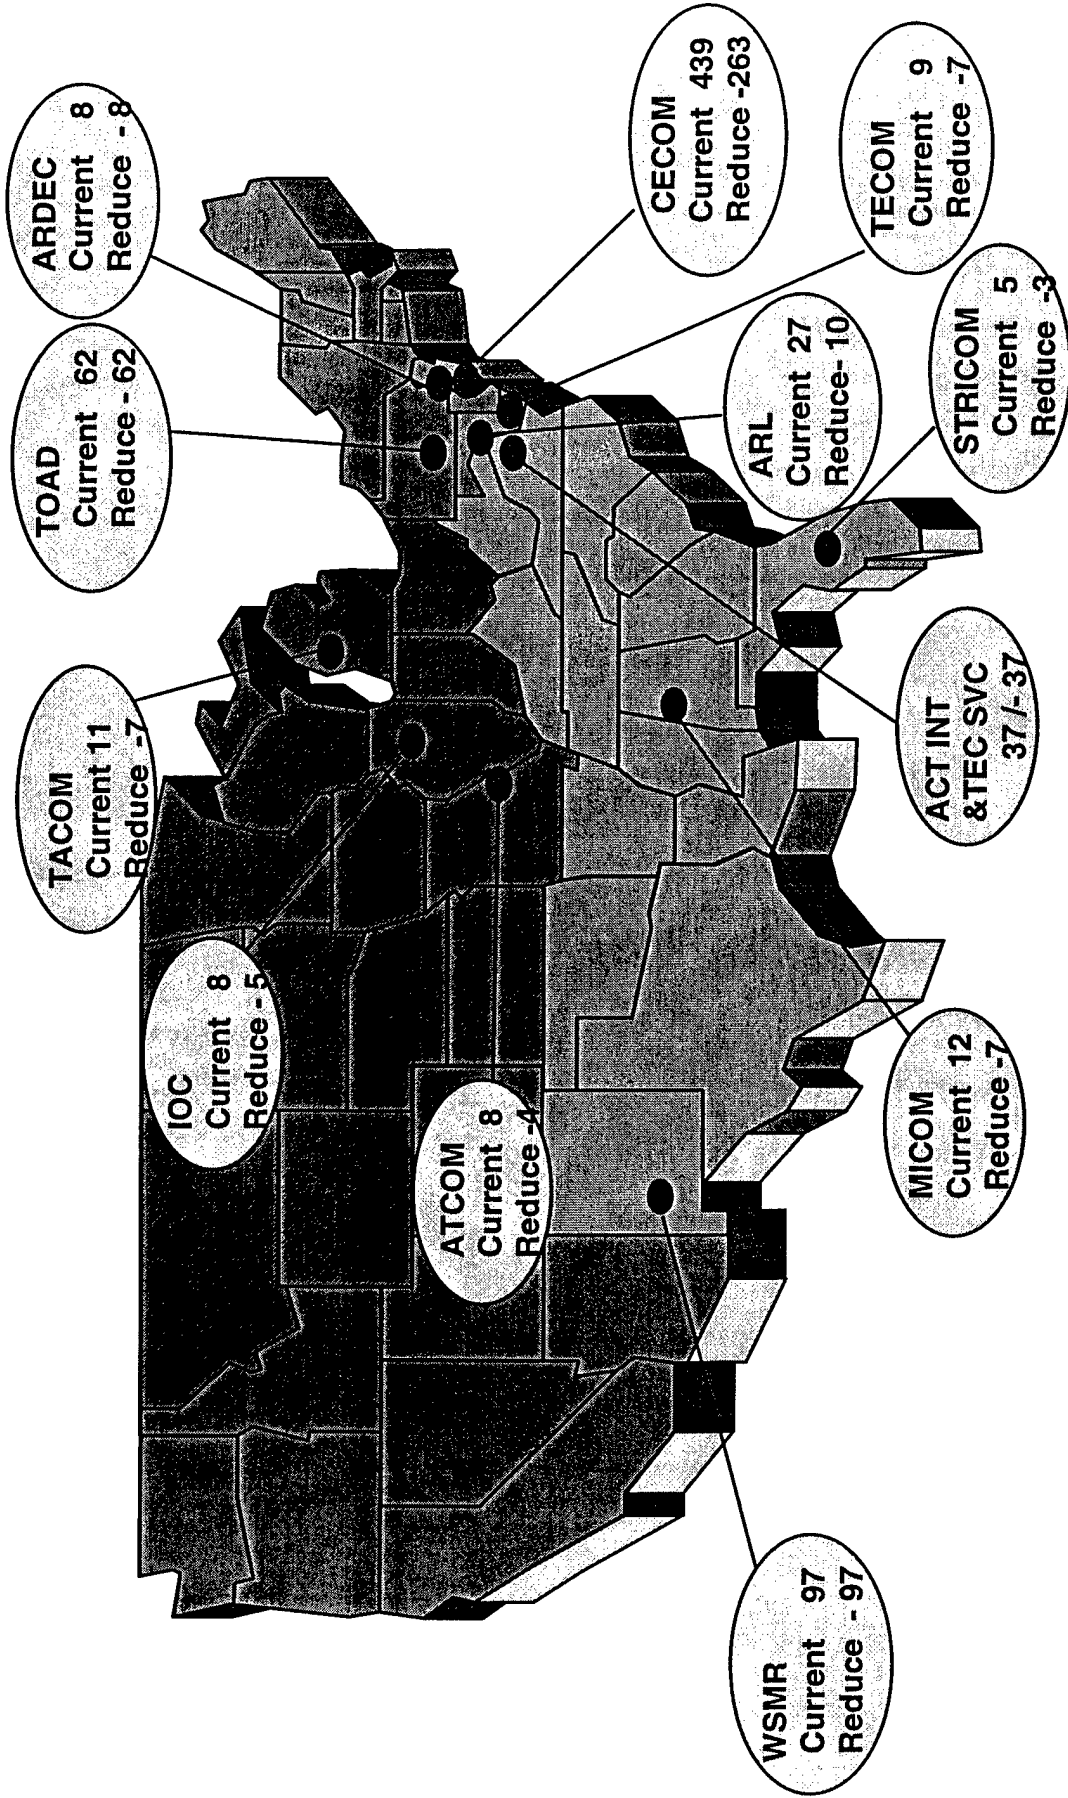 TACOM
Current 11
Reduce -7
TOAD
Current 62
Reduce - 62
ARDEC
Current 8
Reduce - 8
IOC
Current 8
Reduce - 5
ATCOM
Current 8
Reduce -4
CECOM
Current 439
Reduce -263
TECOM
Current 9
Reduce -7
ARL
Current 27
Reduce- 10
STRICOM
Current 5
Reduce -3
WSMR
Current 97
Reduce - 97
MICOM
Current 12
Reduce -7
ACT INT
&TEC SVC
37 /- 37